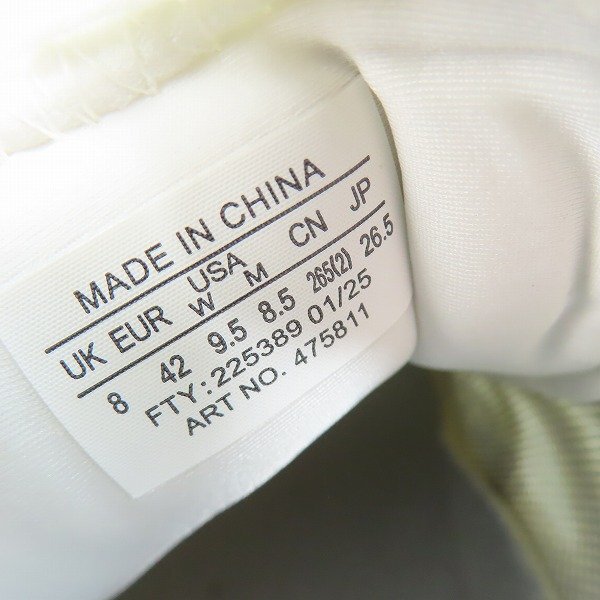 MADE IN CHINA
UK EUR USA CN JP
W M
8 42 9.5 8.5 265(2) 26.5
FTY: 225389 01/25
ART NO. 475811